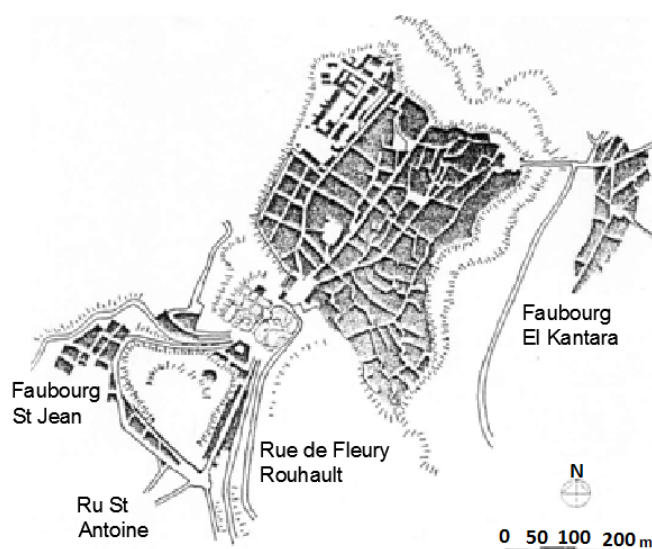 Faubourg
El Kantara
Faubourg
St Jean
Rue de Fleury
Rouhault
Ru St
Antoine
N
0 50 100 200 m